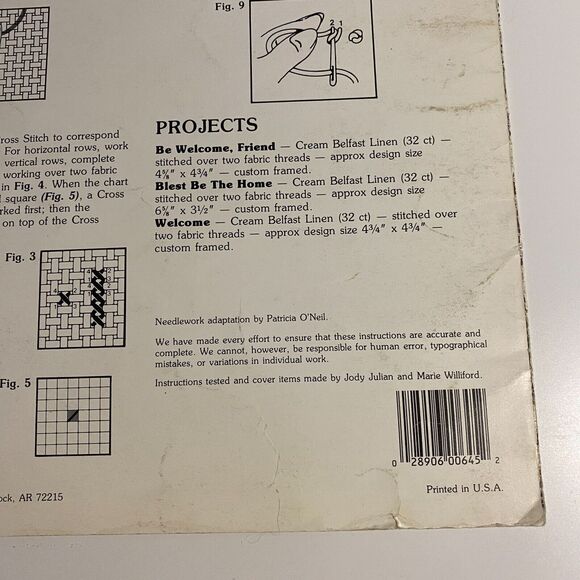 Fig. 9
2 1
Cross Stitch to correspond
For horizontal rows, work
vertical rows, complete
working over two fabric
in Fig. 4. When the chart
square (Fig. 5), a Cross
rked first; then the
on top of the Cross
Fig. 3
Fig. 5
ock, AR 72215
PROJECTS
Be Welcome, Friend — Cream Belfast Linen (32 ct) —
stitched over two fabric threads — approx design size
4⅝" x 4¾" — custom framed.
Blest Be The Home — Cream Belfast Linen (32 ct) —
stitched over two fabric threads — approx design size
6⅝" x 3½" — custom framed.
Welcome — Cream Belfast Linen (32 ct) — stitched over
two fabric threads — approx design size 4¾" x 4¾" —
custom framed.
Needlework adaptation by Patricia O'Neil.
We have made every effort to ensure that these instructions are accurate and
complete. We cannot, however, be responsible for human error, typographical
mistakes, or variations in individual work.
Instructions tested and cover items made by Jody Julian and Marie Williford.
0 28906 00645 2
Printed in U.S.A.